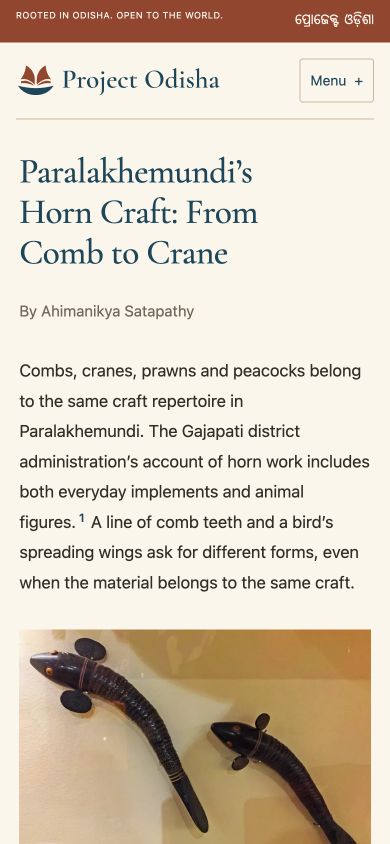 ROOTED IN ODISHA. OPEN TO THE WORLD.
ପ୍ରୋଜେକ୍ଟ ଓଡ଼ିଶା
Project Odisha
Menu +
Paralakhemundi’s
Horn Craft: From
Comb to Crane
By Ahimanikya Satapathy
Combs, cranes, prawns and peacocks belong
to the same craft repertoire in
Paralakhemundi. The Gajapati district
administration’s account of horn work includes
both everyday implements and animal
figures. 1 A line of comb teeth and a bird’s
spreading wings ask for different forms, even
when the material belongs to the same craft.